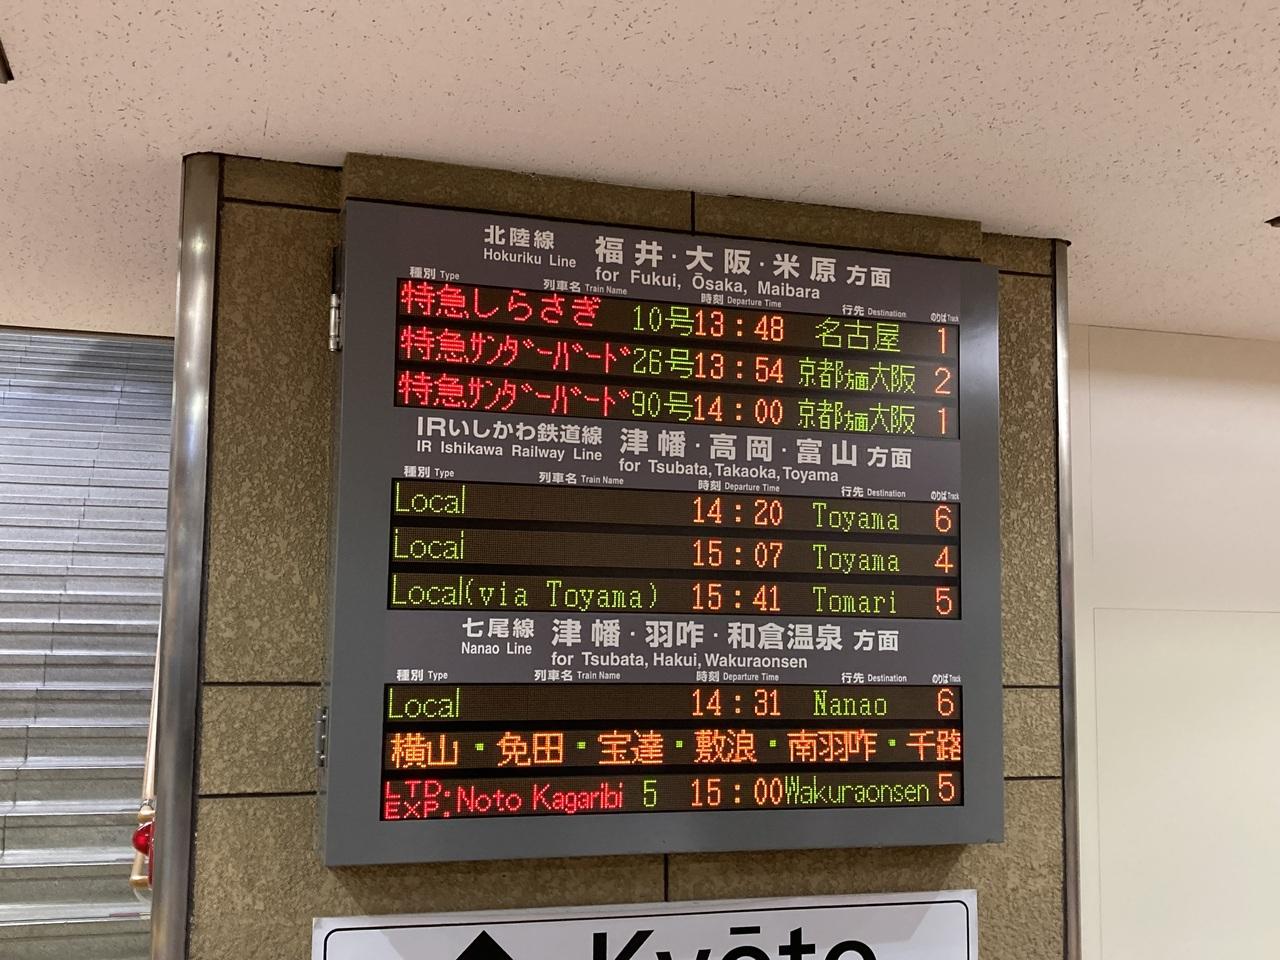 北陸線 福井・大阪・米原 方面
Hokuriku Line for Fukui, Ōsaka, Maibara
種別 Type 列車名 Train Name 時刻 Departure Time 行先 Destination のりば Track
特急しらさぎ 10号 13:48 名古屋 1
特急サンダーバード 26号 13:54 京都方面大阪 2
特急サンダーバード 90号 14:00 京都方面大阪 1
IRいしかわ鉄道線 津幡・高岡・富山 方面
IR Ishikawa Railway Line for Tsubata, Takaoka, Toyama
種別 Type 列車名 Train Name 時刻 Departure Time 行先 Destination のりば Track
Local 14:20 Toyama 6
Local 15:07 Toyama 4
Local(via Toyama) 15:41 Tomari 5
七尾線 津幡・羽咋・和倉温泉 方面
Nanao Line for Tsubata, Hakui, Wakuraonsen
種別 Type 列車名 Train Name 時刻 Departure Time 行先 Destination のりば Track
Local 14:31 Nanao 6
横山・免田・宝達・敷浪・南羽咋・千路
LTD. EXP. Noto Kagaribi 5 15:00 Wakuraonsen 5
Kyōto